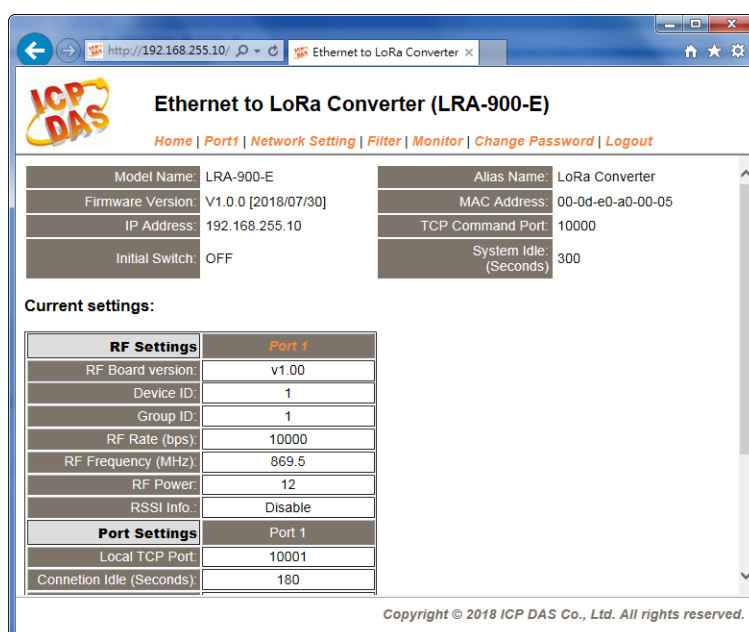 http://192.168.255.10/
Ethernet to LoRa Converter
ICP DAS
Ethernet to LoRa Converter (LRA-900-E)
Home | Port1 | Network Setting | Filter | Monitor | Change Password | Logout
Model Name: LRA-900-E Alias Name: LoRa Converter
Firmware Version: V1.0.0 [2018/07/30] MAC Address: 00-0d-e0-a0-00-05
IP Address: 192.168.255.10 TCP Command Port: 10000
Initial Switch: OFF System Idle: (Seconds) 300
Current settings:
RF Settings Port 1
RF Board version: v1.00
Device ID: 1
Group ID: 1
RF Rate (bps): 10000
RF Frequency (MHz): 869.5
RF Power: 12
RSSI Info.: Disable
Port Settings Port 1
Local TCP Port: 10001
Connetion Idle (Seconds): 180
Copyright © 2018 ICP DAS Co., Ltd. All rights reserved.